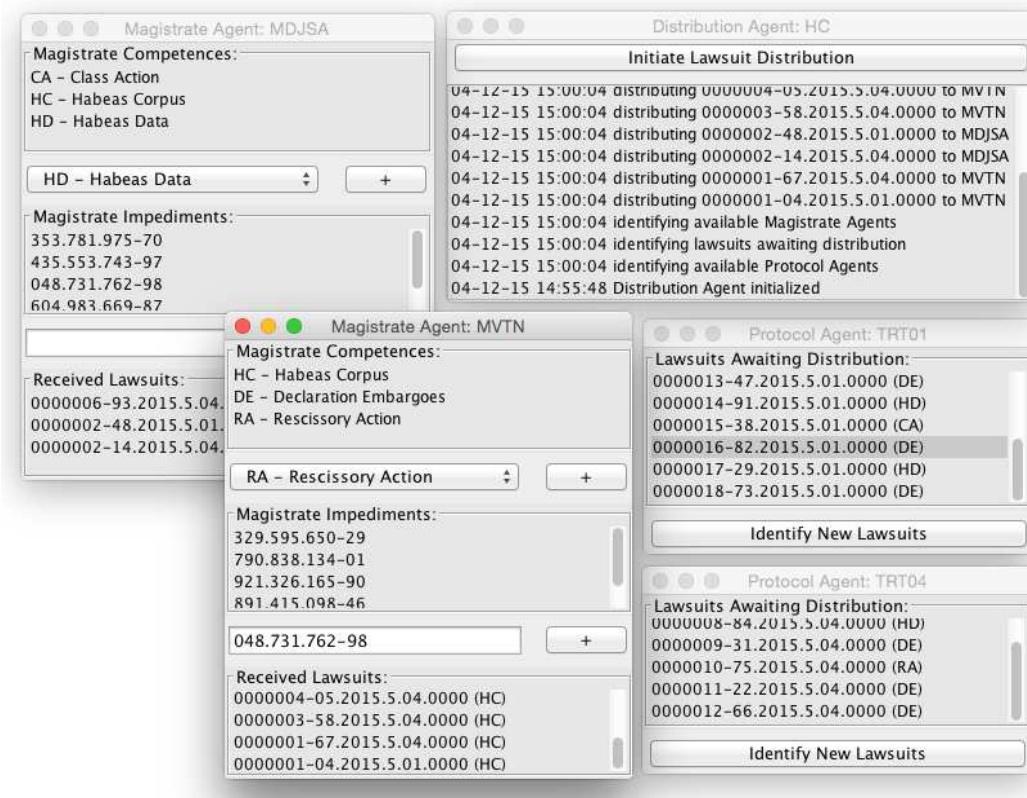 Magistrate Agent: MDJSA
Magistrate Competences:
CA – Class Action
HC – Habeas Corpus
HD – Habeas Data
HD – Habeas Data
+
Magistrate Impediments:
353.781.975-70
435.553.743-97
048.731.762-98
604.983.669-87
Received Lawsuits:
0000006-93.2015.5.04.
0000002-48.2015.5.01.
0000002-14.2015.5.04.
Distribution Agent: HC
Initiate Lawsuit Distribution
04-12-15 15:00:04 distributing 0000004-05.2015.5.04.0000 to MVTN
04-12-15 15:00:04 distributing 0000003-58.2015.5.04.0000 to MVTN
04-12-15 15:00:04 distributing 0000002-48.2015.5.01.0000 to MDJSA
04-12-15 15:00:04 distributing 0000002-14.2015.5.04.0000 to MDJSA
04-12-15 15:00:04 distributing 0000001-67.2015.5.04.0000 to MVTN
04-12-15 15:00:04 distributing 0000001-04.2015.5.01.0000 to MVTN
04-12-15 15:00:04 identifying available Magistrate Agents
04-12-15 15:00:04 identifying lawsuits awaiting distribution
04-12-15 15:00:04 identifying available Protocol Agents
04-12-15 14:55:48 Distribution Agent initialized
Magistrate Agent: MVTN
Magistrate Competences:
HC – Habeas Corpus
DE – Declaration Embargoes
RA – Rescissory Action
RA – Rescissory Action
+
Magistrate Impediments:
329.595.650-29
790.838.134-01
921.326.165-90
891.415.098-46
048.731.762-98
+
Received Lawsuits:
0000004-05.2015.5.04.0000 (HC)
0000003-58.2015.5.04.0000 (HC)
0000001-67.2015.5.04.0000 (HC)
0000001-04.2015.5.01.0000 (HC)
Protocol Agent: TRT01
Lawsuits Awaiting Distribution:
0000013-47.2015.5.01.0000 (DE)
0000014-91.2015.5.01.0000 (HD)
0000015-38.2015.5.01.0000 (CA)
0000016-82.2015.5.01.0000 (DE)
0000017-29.2015.5.01.0000 (HD)
0000018-73.2015.5.01.0000 (DE)
Identify New Lawsuits
Protocol Agent: TRT04
Lawsuits Awaiting Distribution:
0000008-84.2015.5.04.0000 (HD)
0000009-31.2015.5.04.0000 (DE)
0000010-75.2015.5.04.0000 (RA)
0000011-22.2015.5.04.0000 (DE)
0000012-66.2015.5.04.0000 (DE)
Identify New Lawsuits